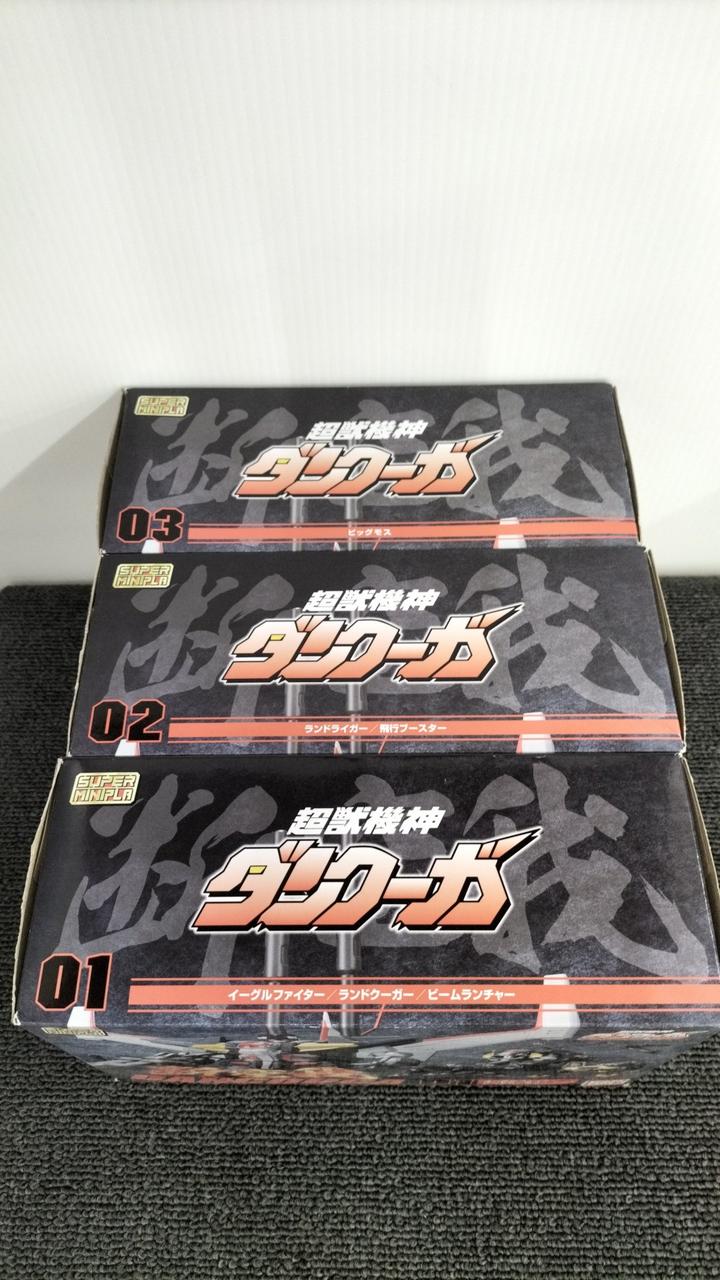 SUPER
MINIPLA
超獣機神
ダンクーガ
03
ビッグモス
SUPER
MINIPLA
超獣機神
ダンクーガ
02
ランドライガー／飛行ブースター
SUPER
MINIPLA
超獣機神
ダンクーガ
01
イーグルファイター／ランドクーガー／ビームランチャー